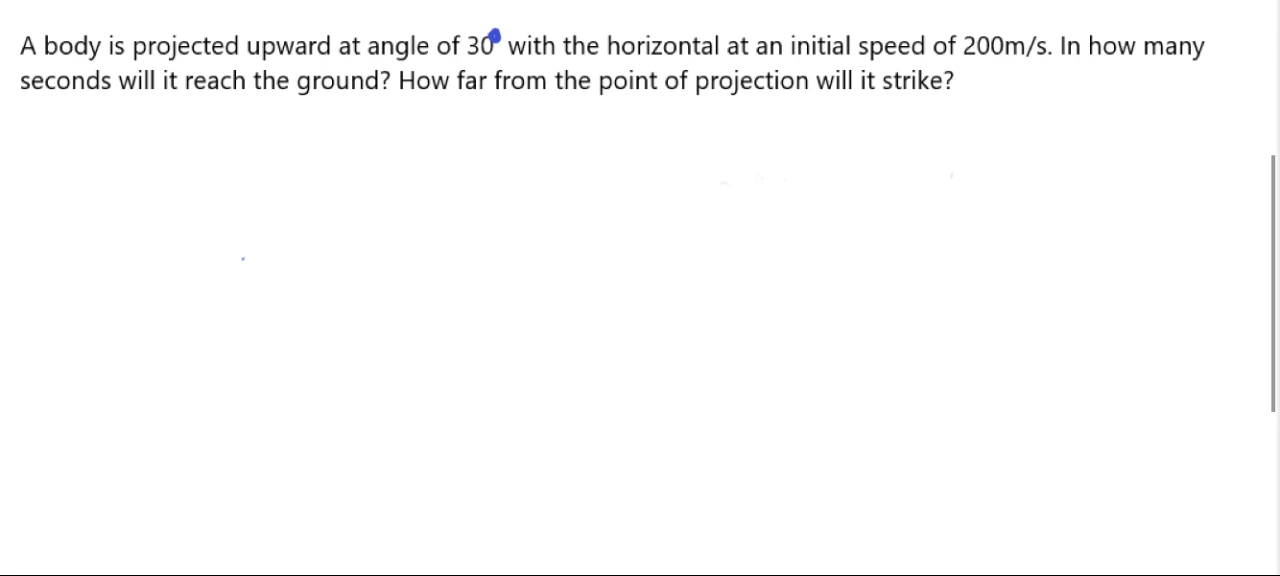 A body is projected upward at angle of 30° with the horizontal at an initial speed of 200m/s. In how many
seconds will it reach the ground? How far from the point of projection will it strike?